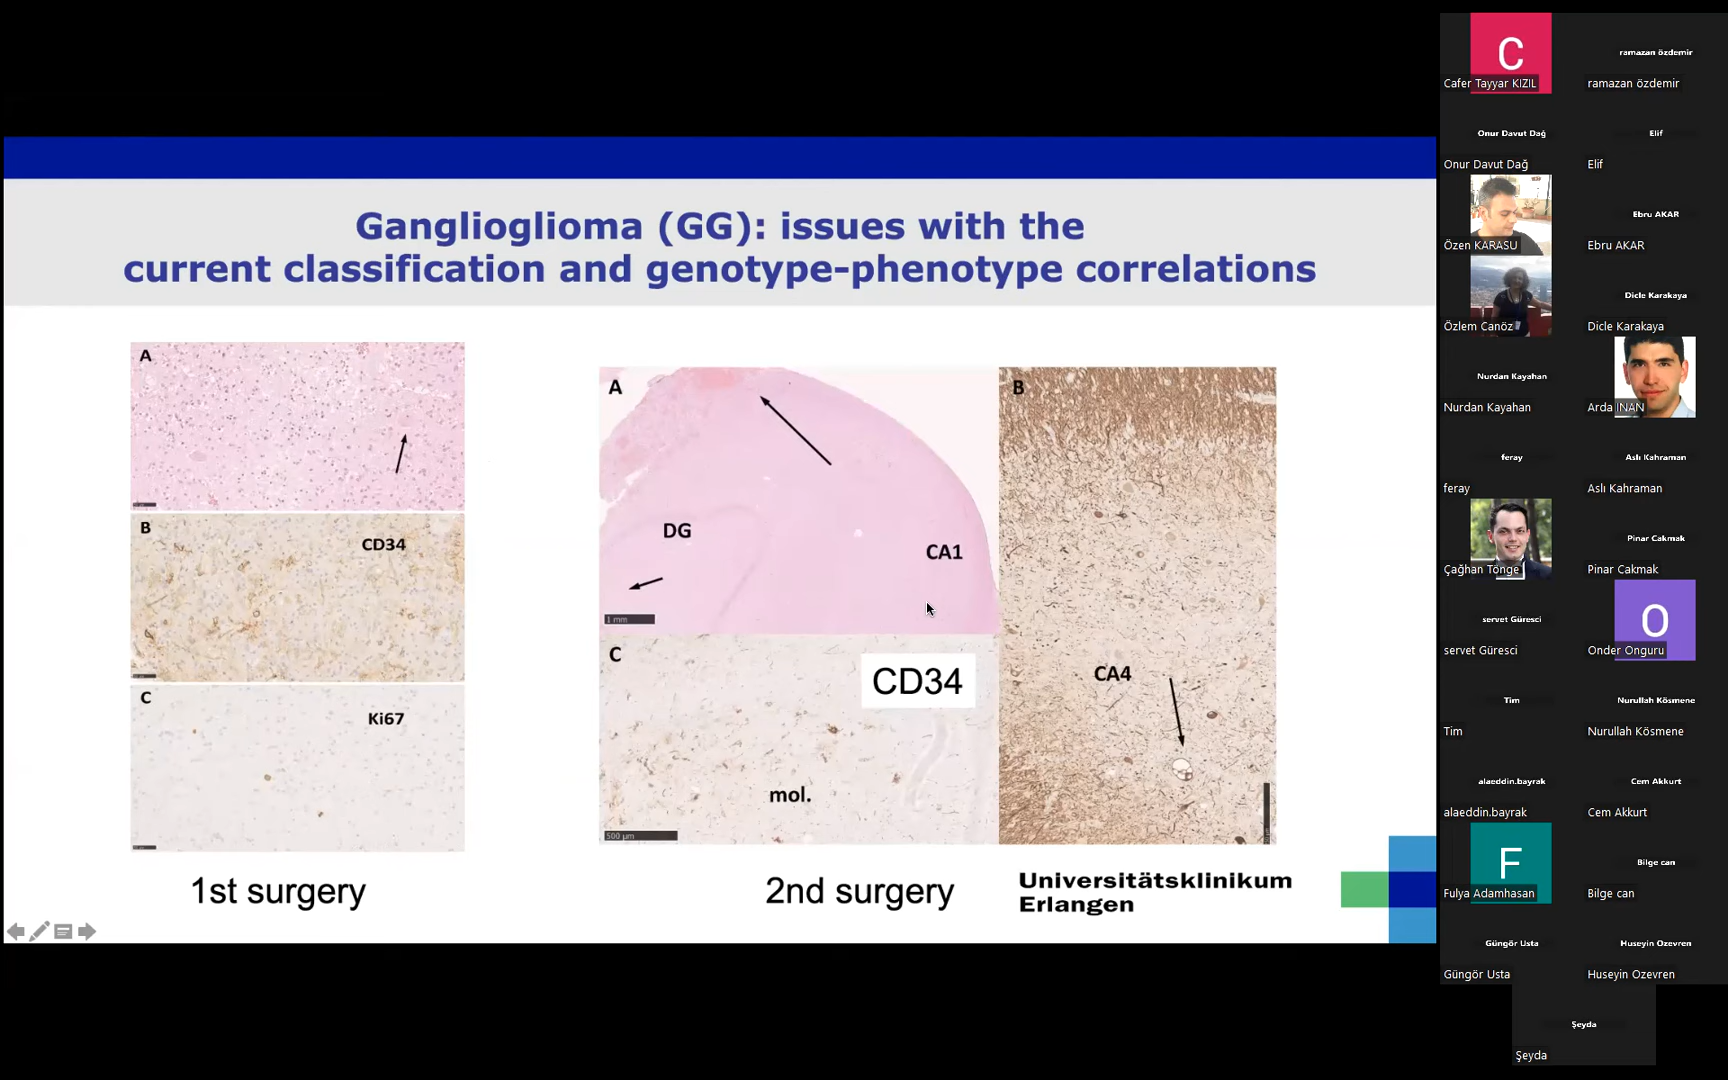 Ganglioglioma (GG): issues with the
current classification and genotype-phenotype correlations
A
B
CD34
C
Ki67
1st surgery
A
DG
CA1
1 mm
B
CA4
C
CD34
mol.
500 µm
2nd surgery
Universitätsklinikum
Erlangen
C
Cafer Tayyar KIZIL
ramazan özdemir
ramazan özdemir
Onur Davut Dağ
Onur Davut Dağ
Elif
Elif
Özen KARASU
Ebru AKAR
Ebru AKAR
Özlem Canöz
Dicle Karakaya
Dicle Karakaya
Nurdan Kayahan
Nurdan Kayahan
Arda INAN
feray
feray
Aslı Kahraman
Aslı Kahraman
Çağhan Tönge
Pinar Cakmak
Pinar Cakmak
servet Güresci
servet Güresci
O
Onder Onguru
Tim
Tim
Nurullah Kösmene
Nurullah Kösmene
alaeddin.bayrak
alaeddin.bayrak
Cem Akkurt
Cem Akkurt
F
Fulya Adamhasan
Bilge can
Bilge can
Güngör Usta
Güngör Usta
Huseyin Ozevren
Huseyin Ozevren
Şeyda
Şeyda